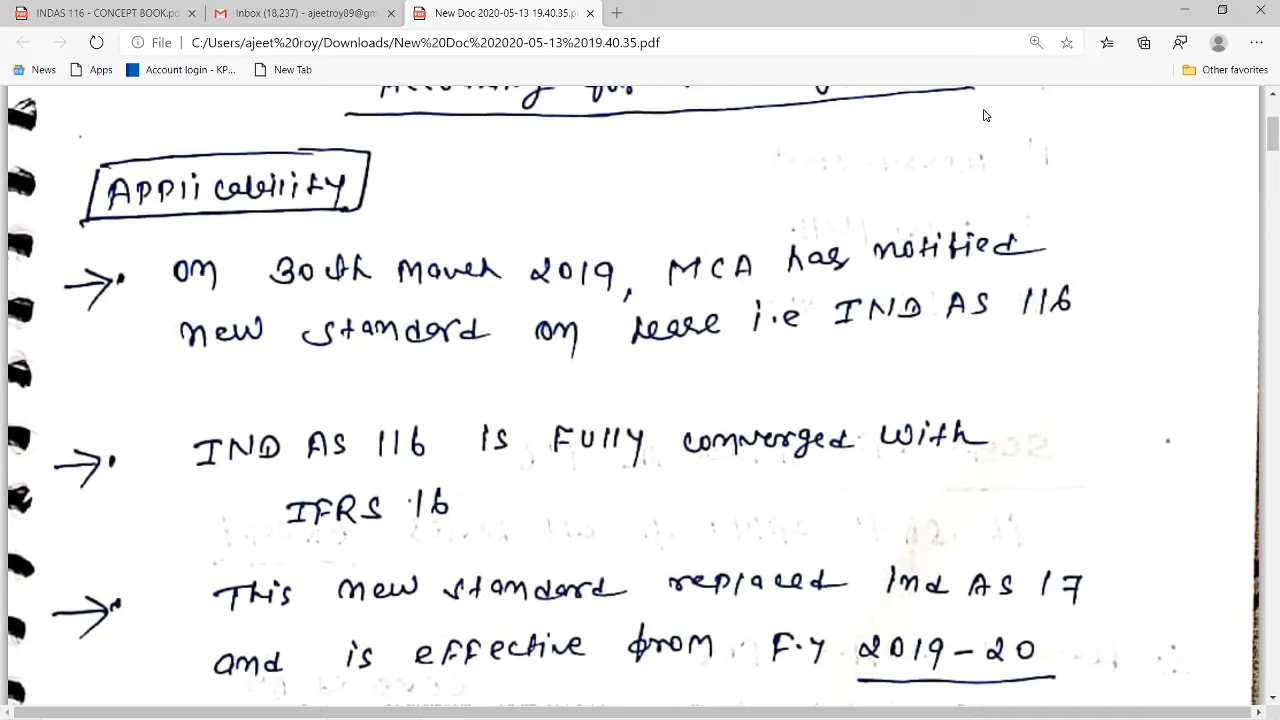 INDAS 116 - CONCEPT BOOK.pdf
Inbox (18,237) - ajeetroy89@gm
New Doc 2020-05-13 19.40.35.p
File
C:/Users/ajeet%20roy/Downloads/New%20Doc%202020-05-13%2019.40.35.pdf
News
Apps
Account login - KP...
New Tab
Other favorites
Applicability
on 30th March 2019, MCA has notified
new standard on lease i.e IND AS 116
IND AS 116 is Fully converged with
IFRS 16
This new standard replaced Ind AS 17
and is effective from F.Y 2019-20